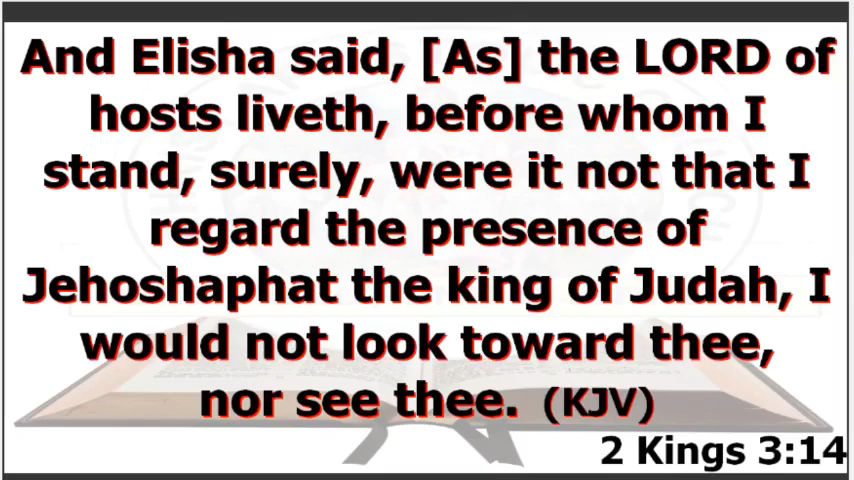 And Elisha said, [As] the LORD of
hosts liveth, before whom I
stand, surely, were it not that I
regard the presence of
Jehoshaphat the king of Judah, I
would not look toward thee,
nor see thee. (KJV)
2 Kings 3:14